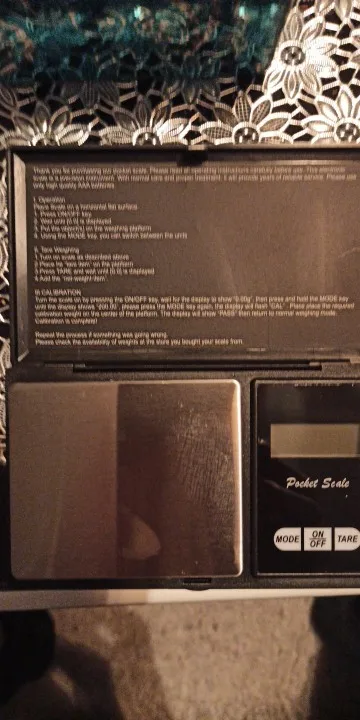 Thank you for purchasing our pocket scale. Please read all operating instructions carefully before use. This electronic
scale is a precision instrument. With normal care and proper treatment, it will provide years of reliable service. Please use
only high quality AAA batteries
I. Operation
Place scale on a horizontal flat surface.
1. Press ON/OFF key.
2. Wait until [0.0] is displayed
3. Put the object(s) on the weighing platform
4. Using the MODE key, you can switch between the units
II. Tare Weighing
1.Turn on scale as described above
2.Place he "tare item" on the platform
3.Press TARE and wait until [0.0] is displayed
4.Add the "net-weight-item".
III CALIBRATION
Turn the scale on by pressing the ON/OFF key, wait for the display to show "0.00g", then press and hold the MODE key
until the display shows "200.00", please press the MODE key again, the display will flash "CAL". Place place the required
calibration weight on the center of the platform. The display will show "PASS" then return to normal weighing mode.
Calibration is complete!
Repeat the process if something was going wrong.
Please check the availability of weights at the store you bought your scale from.
Pocket Scale
MODE ON OFF TARE